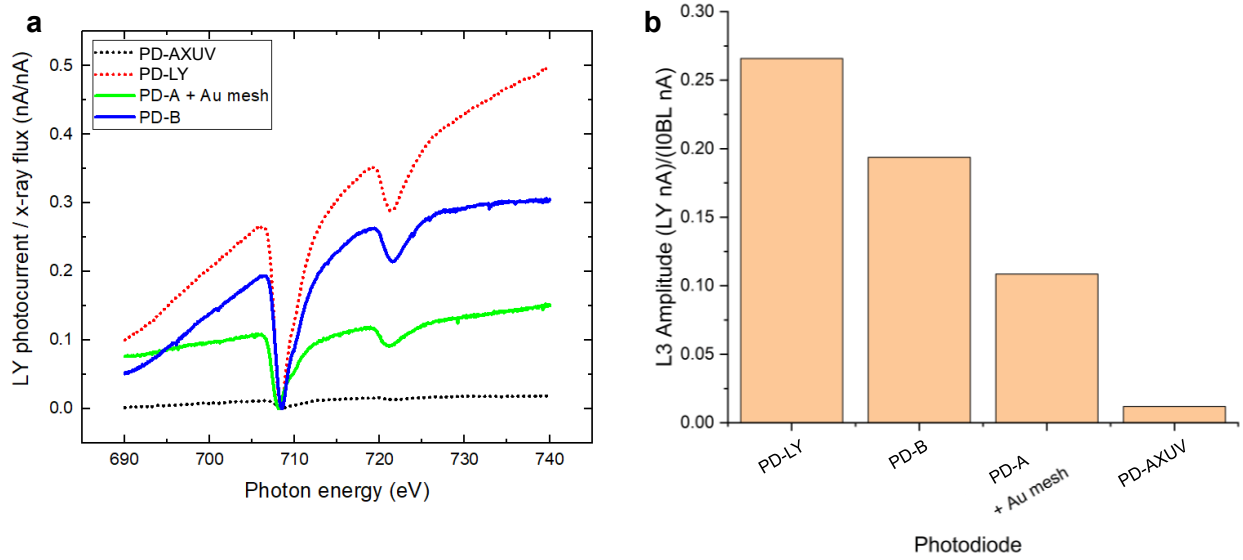 a
PD-AXUV
PD-LY
PD-A + Au mesh
PD-B
LY photocurrent / x-ray flux (nA/nA)
0.5
0.4
0.3
0.2
0.1
0.0
690
700
710
720
730
740
Photon energy (eV)
b
L3 Amplitude (LY nA)/(I0BL nA)
0.30
0.25
0.20
0.15
0.10
0.05
0.00
PD-LY
PD-B
PD-A
+ Au mesh
PD-AXUV
Photodiode